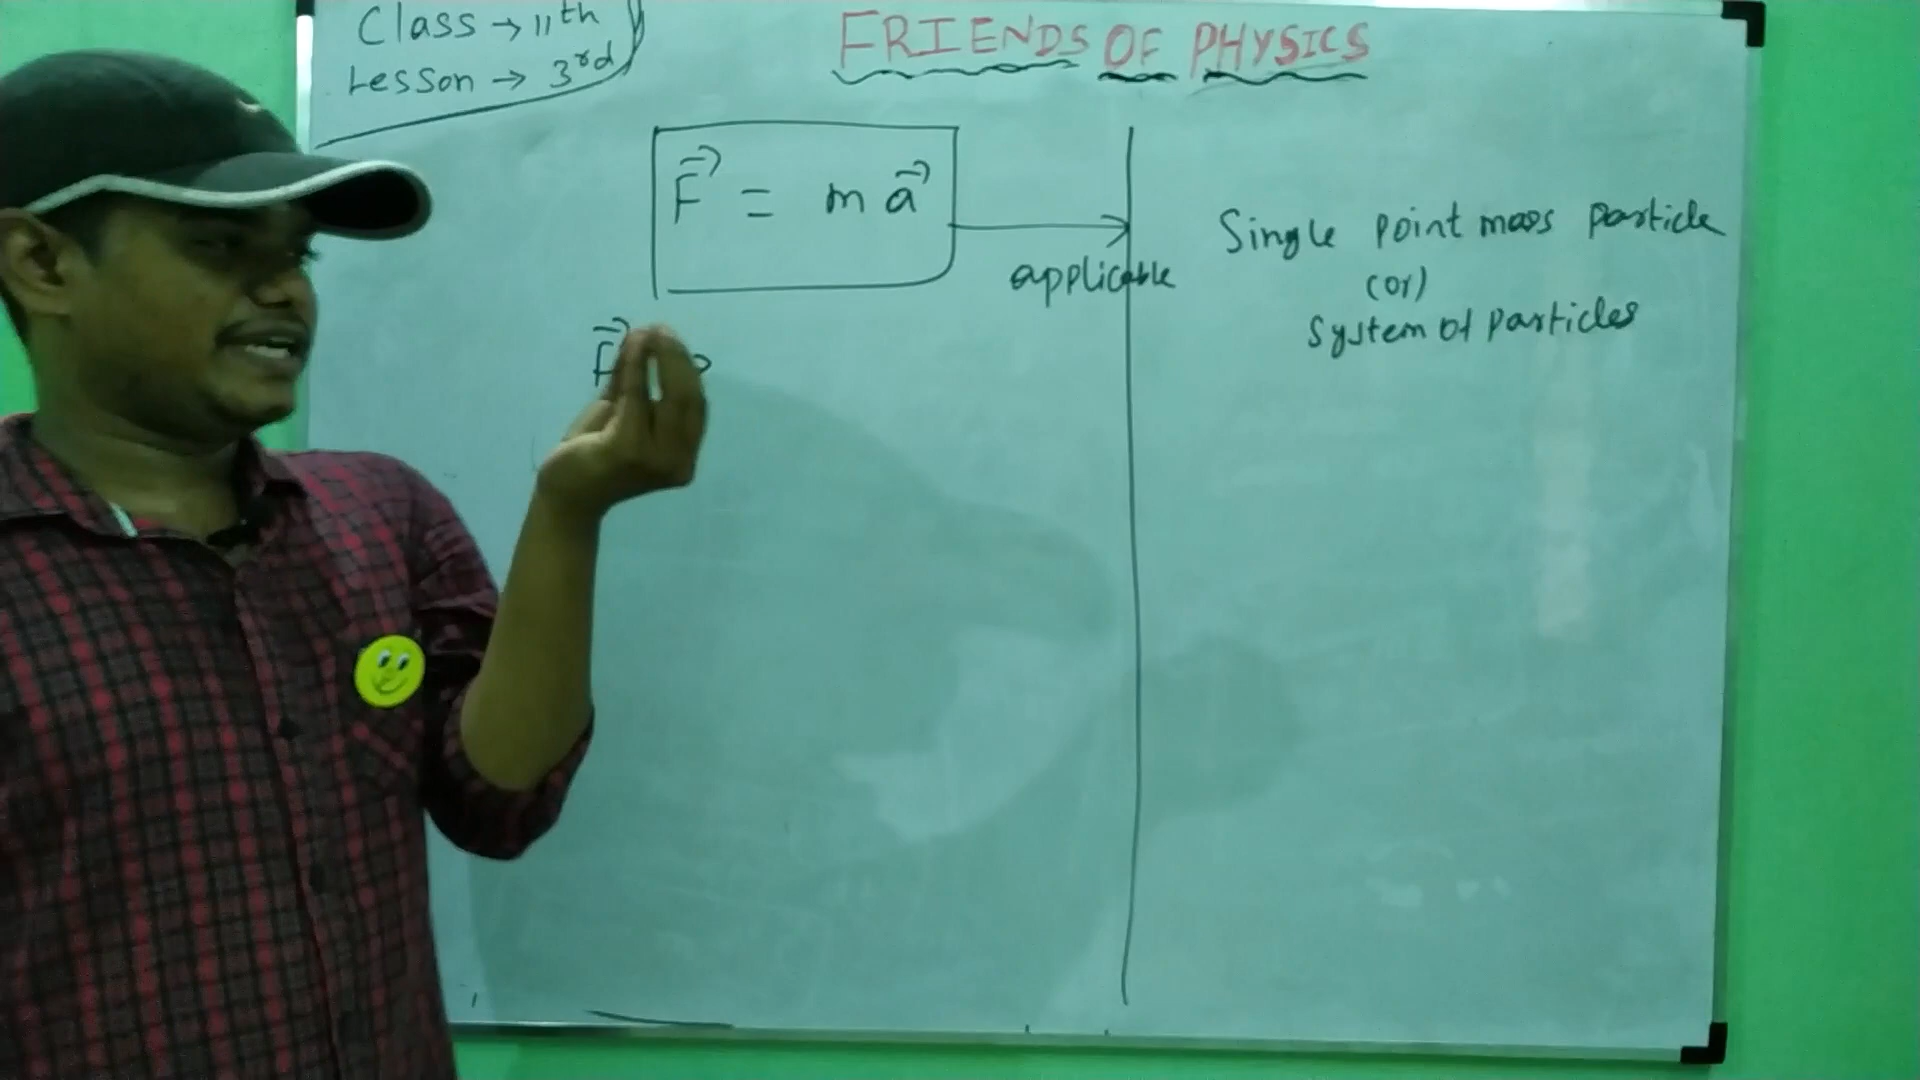 Class → 11th
Lesson → 3rd
FRIENDS OF PHYSICS
F⃗ = m a⃗
applicable
Single point mass particle
(or)
System of particles
F⃗